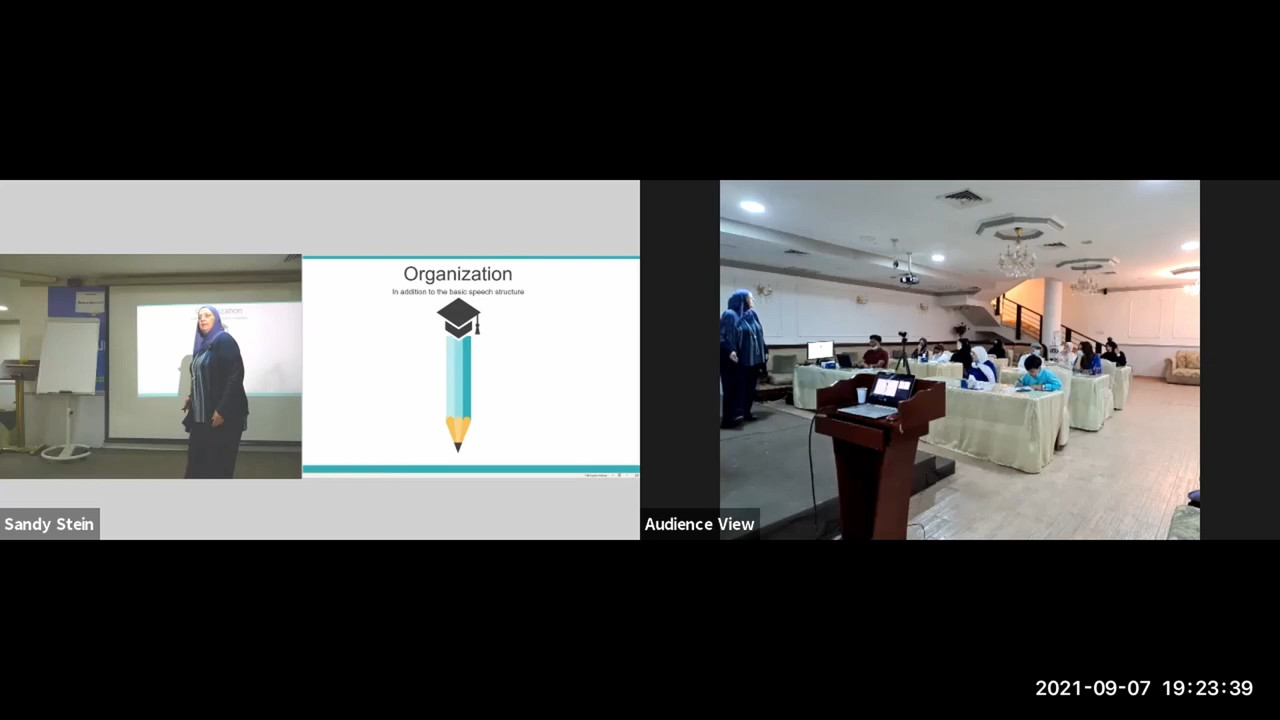 Organization
In addition to the basic speech structure
Sandy Stein
Audience View
2021-09-07 19:23:39